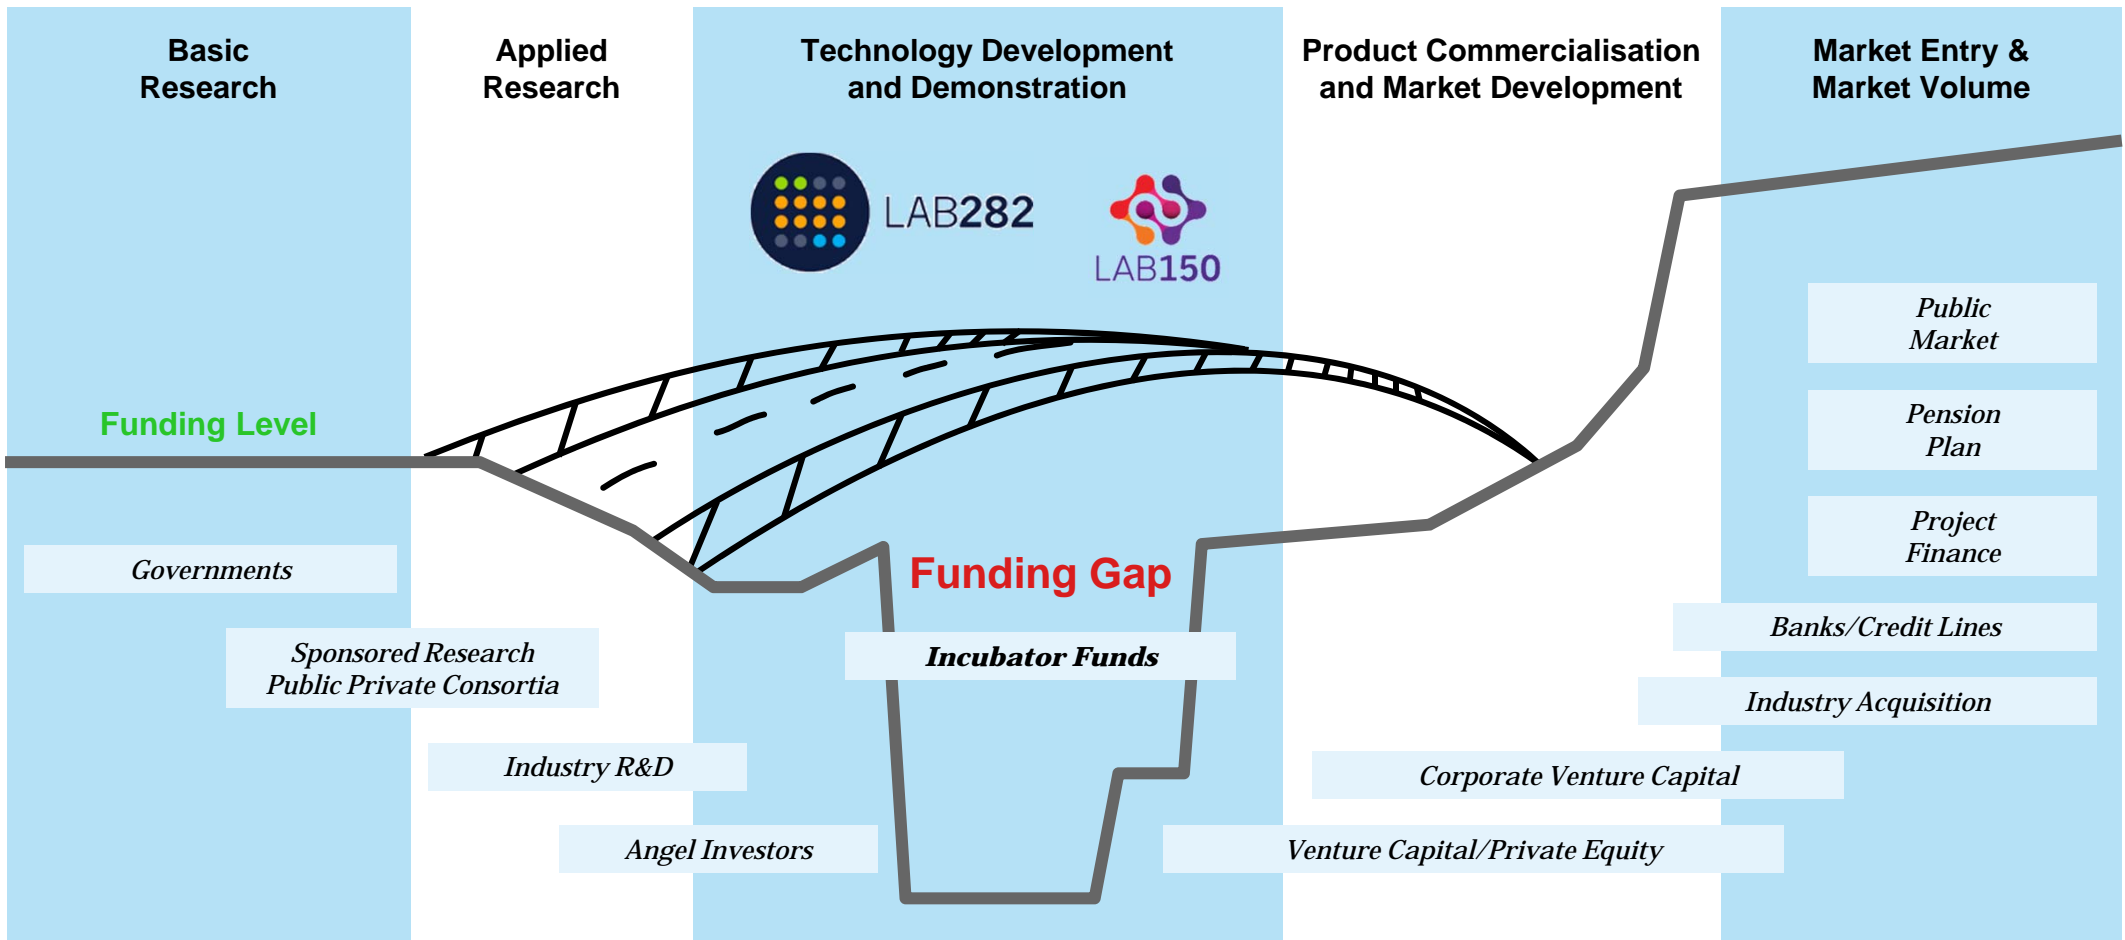 Basic
Research
Applied
Research
Technology Development
and Demonstration
Product Commercialisation
and Market Development
Market Entry &
Market Volume
LAB282
LAB150
Public
Market
Pension
Plan
Funding Level
Project
Finance
Governments
Funding Gap
Banks/Credit Lines
Sponsored Research
Public Private Consortia
Incubator Funds
Industry Acquisition
Industry R&D
Corporate Venture Capital
Angel Investors
Venture Capital/Private Equity